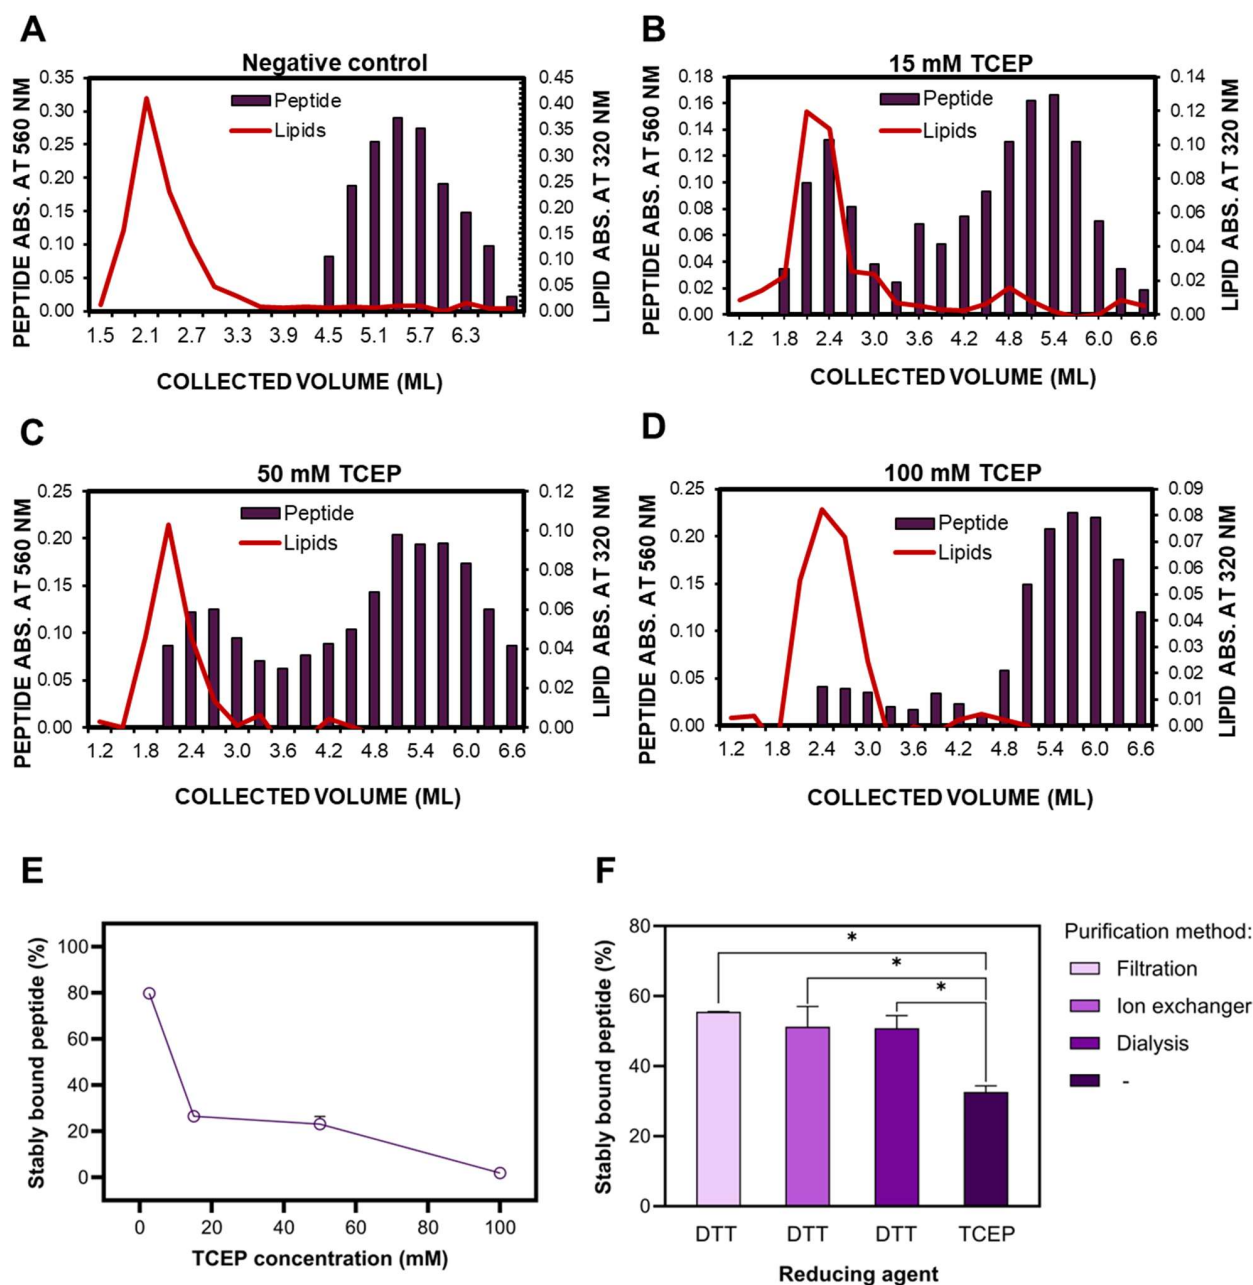 A
Negative control
PEPTIDE ABS. AT 560 NM
0.35
0.30
0.25
0.20
0.15
0.10
0.05
0.00
Peptide
Lipids
0.45
0.40
0.35
0.30
0.25
0.20
0.15
0.10
0.05
0.00
LIPID ABS. AT 320 NM
1.5 2.1 2.7 3.3 3.9 4.5 5.1 5.7 6.3
COLLECTED VOLUME (ML)
B
15 mM TCEP
PEPTIDE ABS. AT 560 NM
0.18
0.16
0.14
0.12
0.10
0.08
0.06
0.04
0.02
0.00
Peptide
Lipids
0.14
0.12
0.10
0.08
0.06
0.04
0.02
0.00
LIPID ABS. AT 320 NM
1.2 1.8 2.4 3.0 3.6 4.2 4.8 5.4 6.0 6.6
COLLECTED VOLUME (ML)
C
50 mM TCEP
PEPTIDE ABS. AT 560 NM
0.25
0.20
0.15
0.10
0.05
0.00
Peptide
Lipids
0.12
0.10
0.08
0.06
0.04
0.02
0.00
LIPID ABS. AT 320 NM
1.2 1.8 2.4 3.0 3.6 4.2 4.8 5.4 6.0 6.6
COLLECTED VOLUME (ML)
D
100 mM TCEP
PEPTIDE ABS. AT 560 NM
0.25
0.20
0.15
0.10
0.05
0.00
Peptide
Lipids
0.09
0.08
0.07
0.06
0.05
0.04
0.03
0.02
0.01
0.00
LIPID ABS. AT 320 NM
1.2 1.8 2.4 3.0 3.6 4.2 4.8 5.4 6.0 6.6
COLLECTED VOLUME (ML)
E
Stably bound peptide (%)
100
80
60
40
20
0
0 20 40 60 80 100
TCEP concentration (mM)
F
Stably bound peptide (%)
80
60
40
20
0
*
*
*
DTT DTT DTT TCEP
Reducing agent
Purification method:
Filtration
Ion exchanger
Dialysis
-